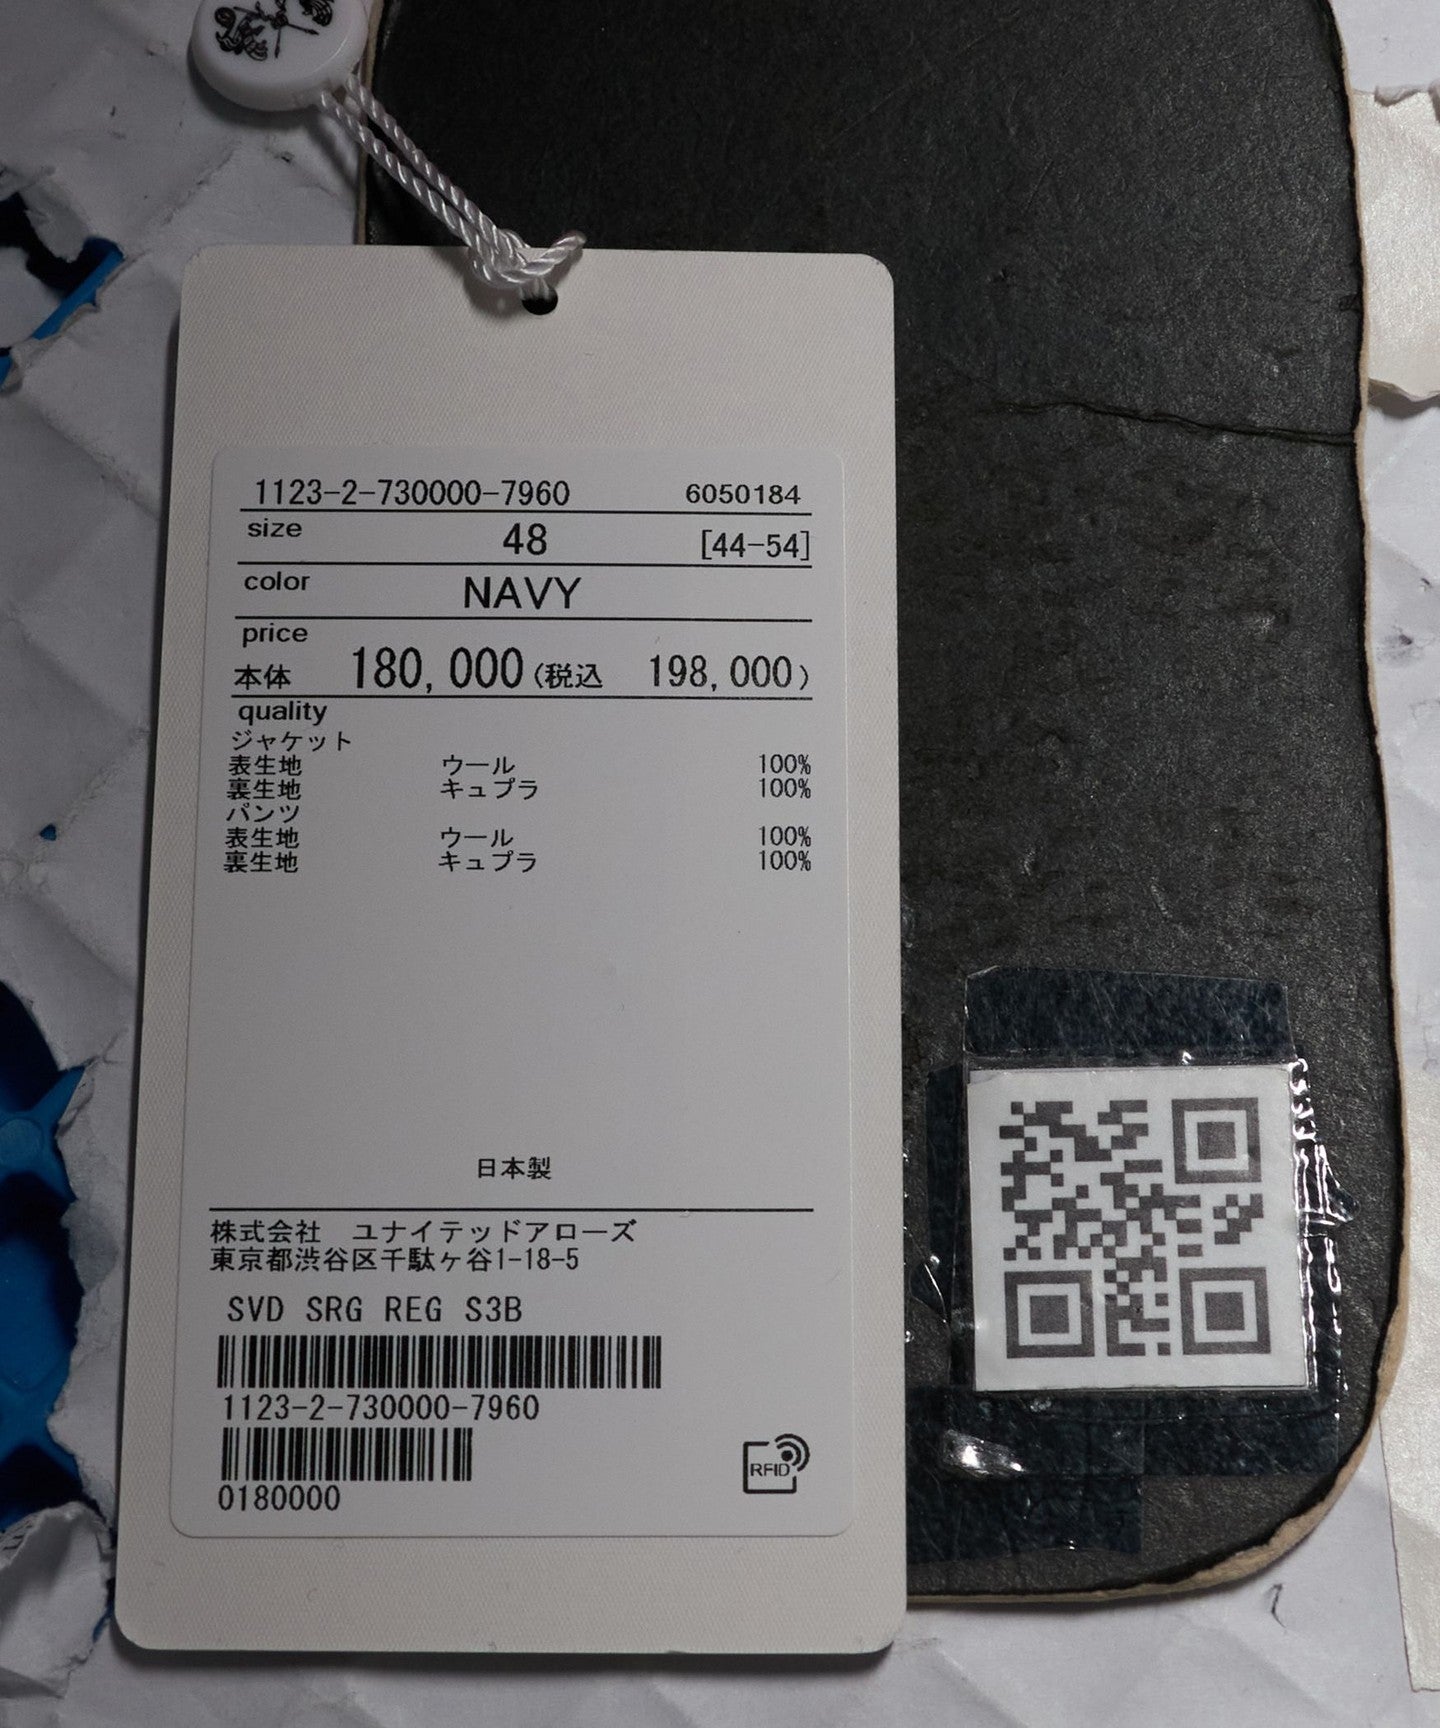 1123-2-730000-7960 6050184
size 48 [44-54]
color NAVY
price
本体 180,000(税込 198,000)
quality
ジャケット
表生地 ウール 100%
裏生地 キュプラ 100%
パンツ
表生地 ウール 100%
裏生地 キュプラ 100%
日本製
株式会社 ユナイテッドアローズ
東京都渋谷区千駄ヶ谷1-18-5
SVD SRG REG S3B
1123-2-730000-7960
0180000
RFID